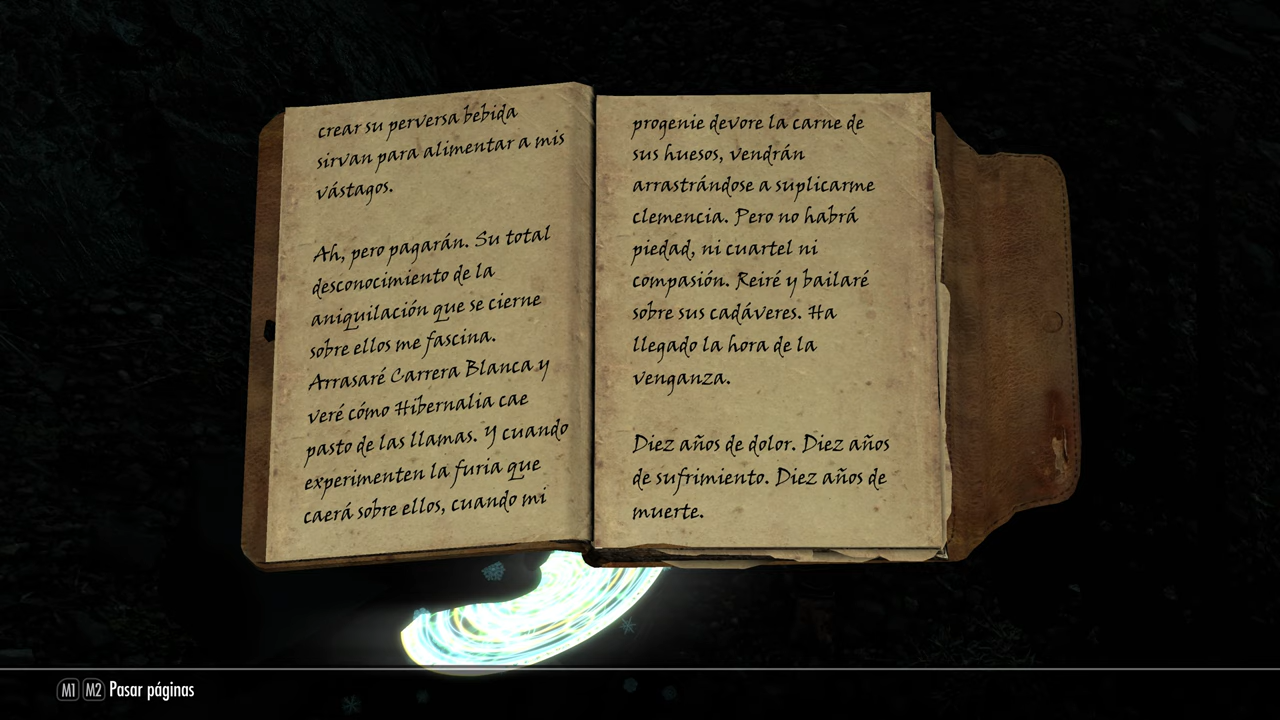 crear su perversa bebida
sirvan para alimentar a mis
vástagos.
Ah, pero pagarán. Su total
desconocimiento de la
aniquilación que se cierne
sobre ellos me fascina.
Arrasaré Carrera Blanca y
veré cómo Hibernalia cae
pasto de las llamas. Y cuando
experimenten la furia que
caerá sobre ellos, cuando mi
progenie devore la carne de
sus huesos, vendrán
arrastrándose a suplicarme
clemencia. Pero no habrá
piedad, ni cuartel ni
compasión. Reiré y bailaré
sobre sus cadáveres. Ha
llegado la hora de la
venganza.
Diez años de dolor. Diez años
de sufrimiento. Diez años de
muerte.
M1 M2 Pasar páginas